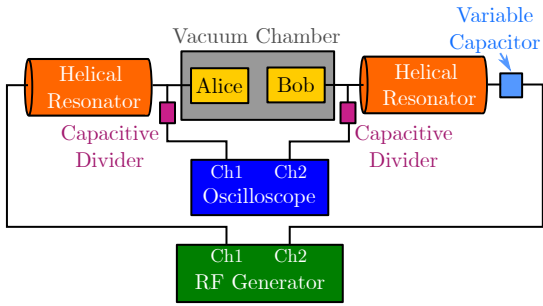 Variable
Capacitor
Vacuum Chamber
Helical
Resonator
Alice
Bob
Helical
Resonator
Capacitive
Divider
Capacitive
Divider
Ch1 Ch2
Oscilloscope
Ch1 Ch2
RF Generator